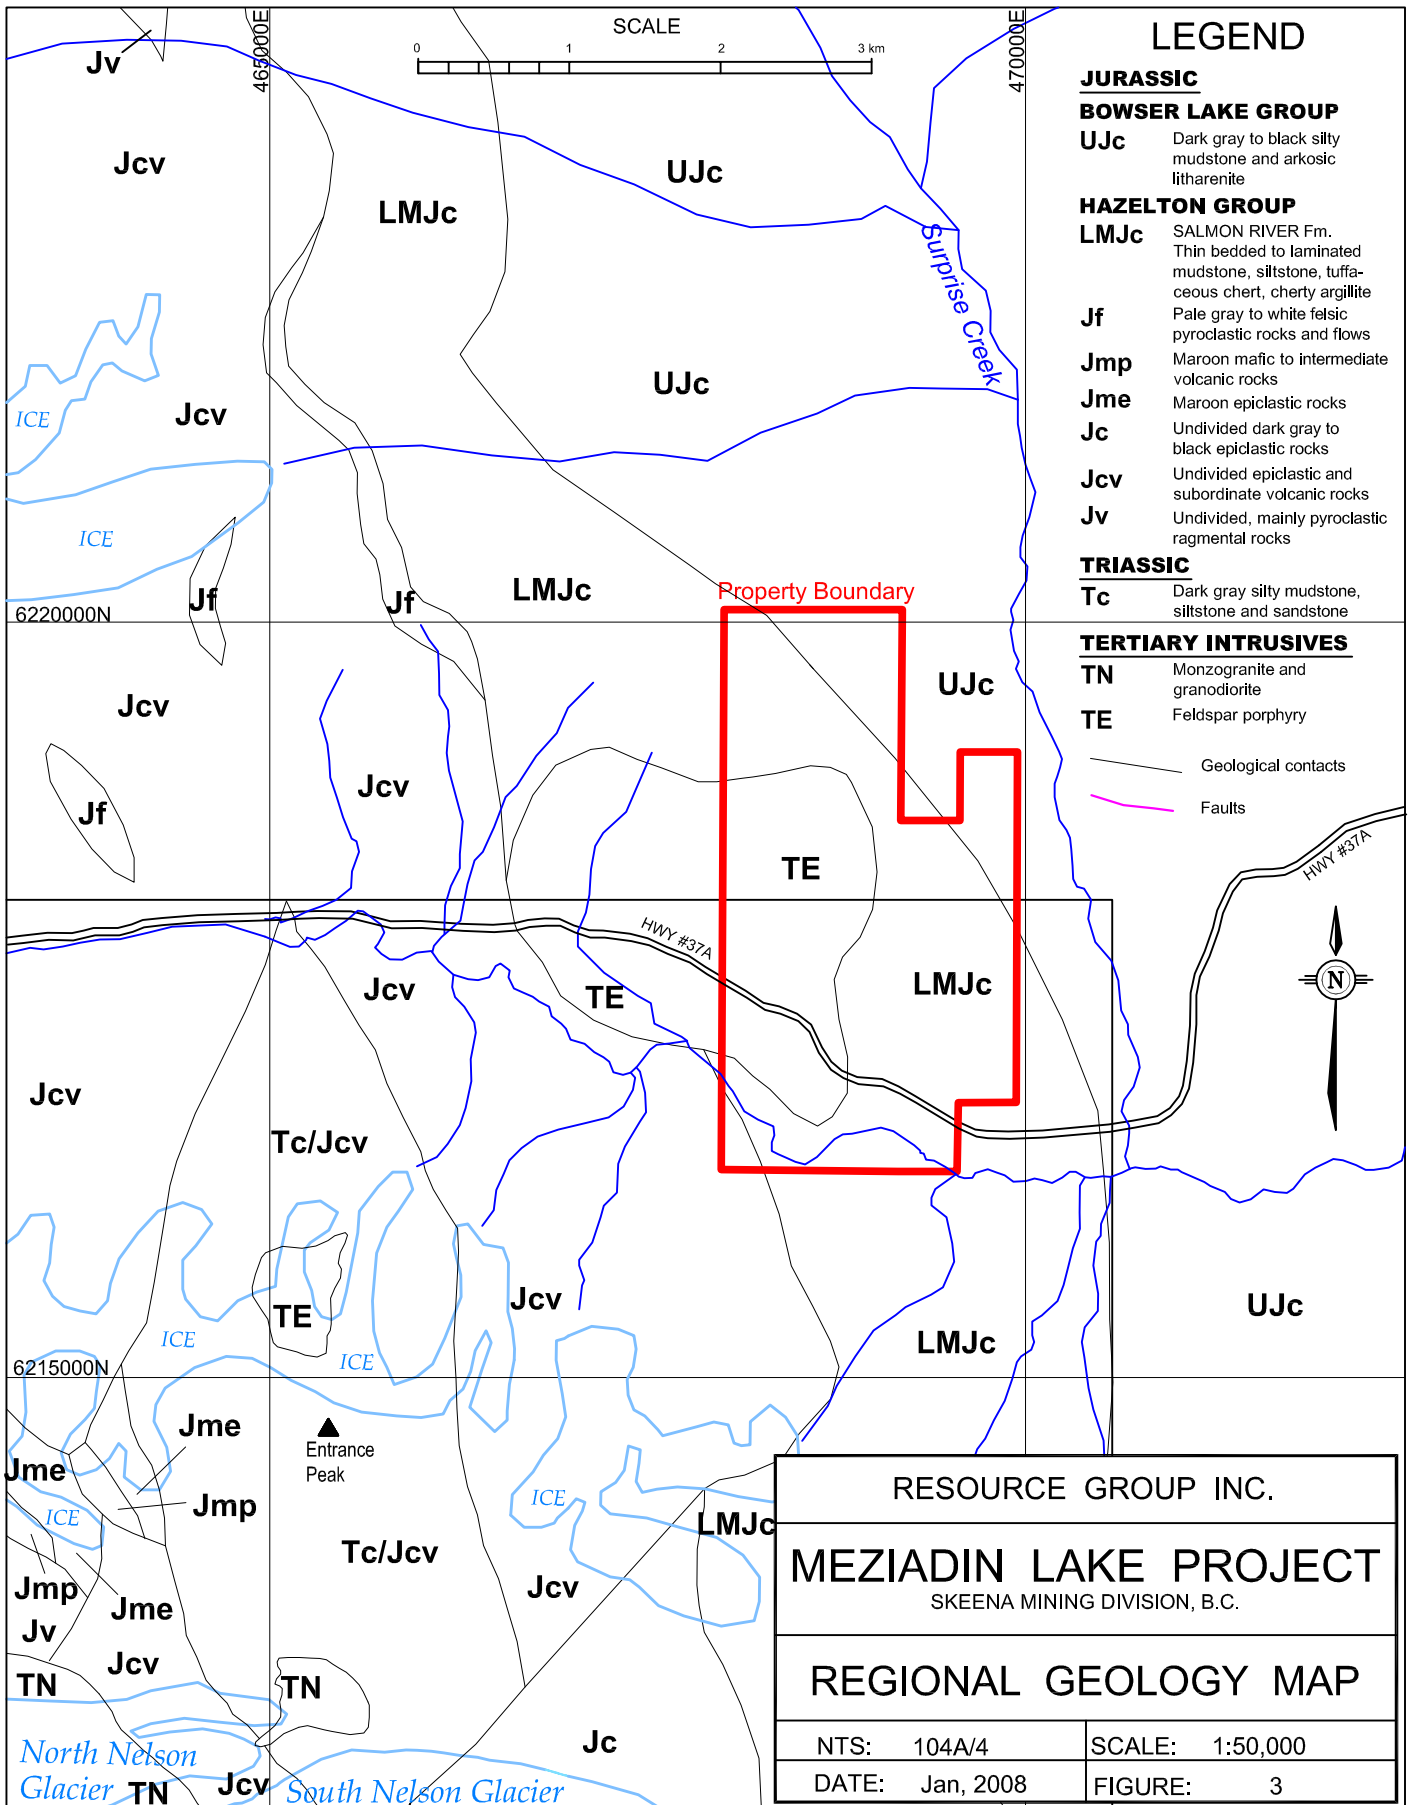 SCALE
0 1 2 3 km
465000E
470000E
Jv
Jcv
LMJc
UJc
Surprise Creek
UJc
ICE
Jcv
ICE
Jf
Jf
LMJc
Property Boundary
6220000N
UJc
Jcv
Jcv
Jf
TE
HWY #37A
HWY #37A
Jcv
TE
LMJc
N
Jcv
Tc/Jcv
TE
Jcv
UJc
ICE
ICE
LMJc
6215000N
Jme
Entrance
Peak
Jme
Jmp
ICE
ICE
LMJc
Tc/Jcv
Jcv
Jmp
Jme
Jv
Jcv
TN
TN
Jc
North Nelson
Glacier
TN
Jcv
South Nelson Glacier
LEGEND
JURASSIC
BOWSER LAKE GROUP
UJc Dark gray to black silty
mudstone and arkosic
litharenite
HAZELTON GROUP
LMJc SALMON RIVER Fm.
Thin bedded to laminated
mudstone, siltstone, tuffa-
ceous chert, cherty argillite
Jf Pale gray to white felsic
pyroclastic rocks and flows
Jmp Maroon mafic to intermediate
volcanic rocks
Jme Maroon epiclastic rocks
Jc Undivided dark gray to
black epiclastic rocks
Jcv Undivided epiclastic and
subordinate volcanic rocks
Jv Undivided, mainly pyroclastic
ragmental rocks
TRIASSIC
Tc Dark gray silty mudstone,
siltstone and sandstone
TERTIARY INTRUSIVES
TN Monzogranite and
granodiorite
TE Feldspar porphyry
Geological contacts
Faults
RESOURCE GROUP INC.
MEZIADIN LAKE PROJECT
SKEENA MINING DIVISION, B.C.
REGIONAL GEOLOGY MAP
NTS: 104A/4 SCALE: 1:50,000
DATE: Jan, 2008 FIGURE: 3